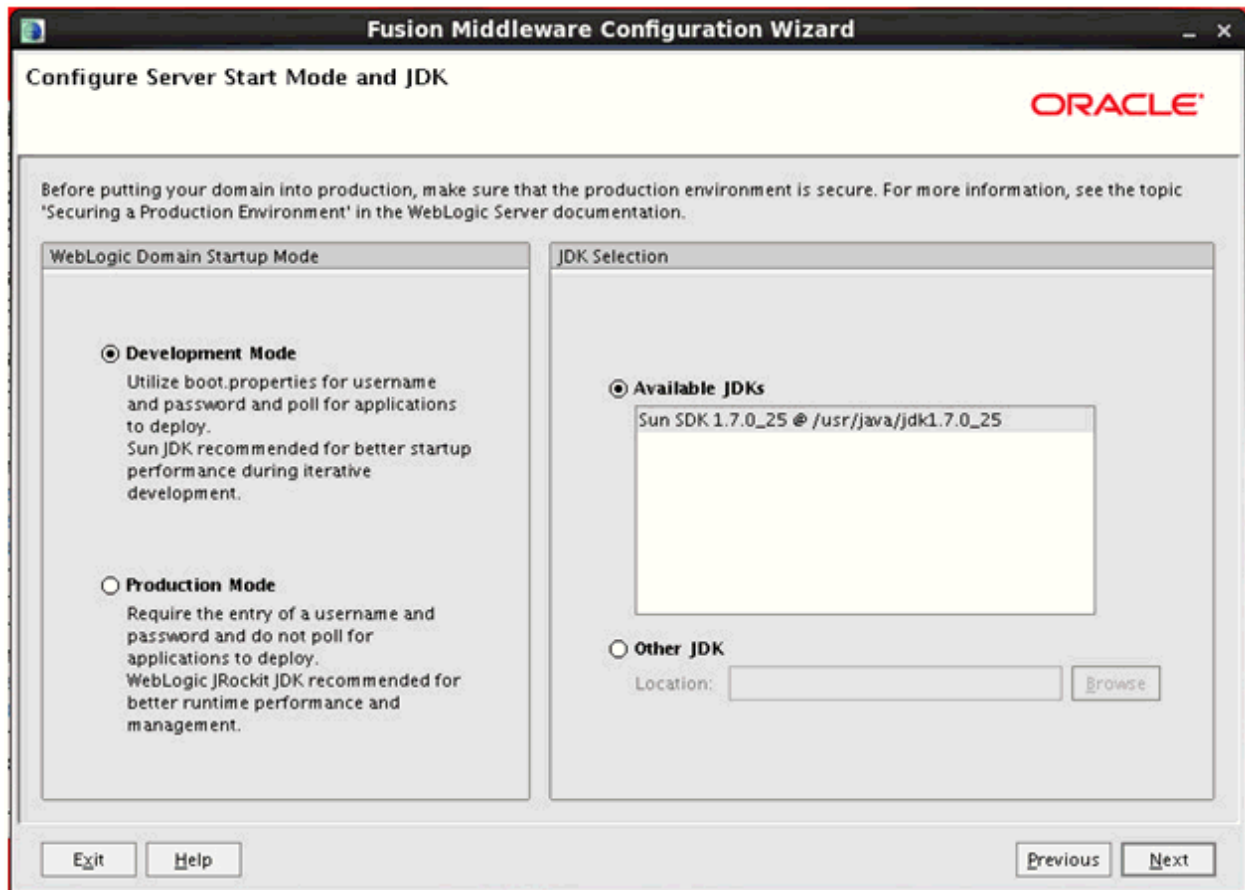 Fusion Middleware Configuration Wizard
Configure Server Start Mode and JDK
ORACLE
Before putting your domain into production, make sure that the production environment is secure. For more information, see the topic
'Securing a Production Environment' in the WebLogic Server documentation.
WebLogic Domain Startup Mode
Development Mode
Utilize boot.properties for username
and password and poll for applications
to deploy.
Sun JDK recommended for better startup
performance during iterative
development.
Production Mode
Require the entry of a username and
password and do not poll for
applications to deploy.
WebLogic JRockit JDK recommended for
better runtime performance and
management.
JDK Selection
Available JDKs
Sun SDK 1.7.0_25 @ /usr/java/jdk1.7.0_25
Other JDK
Location:
Browse
Exit
Help
Previous
Next